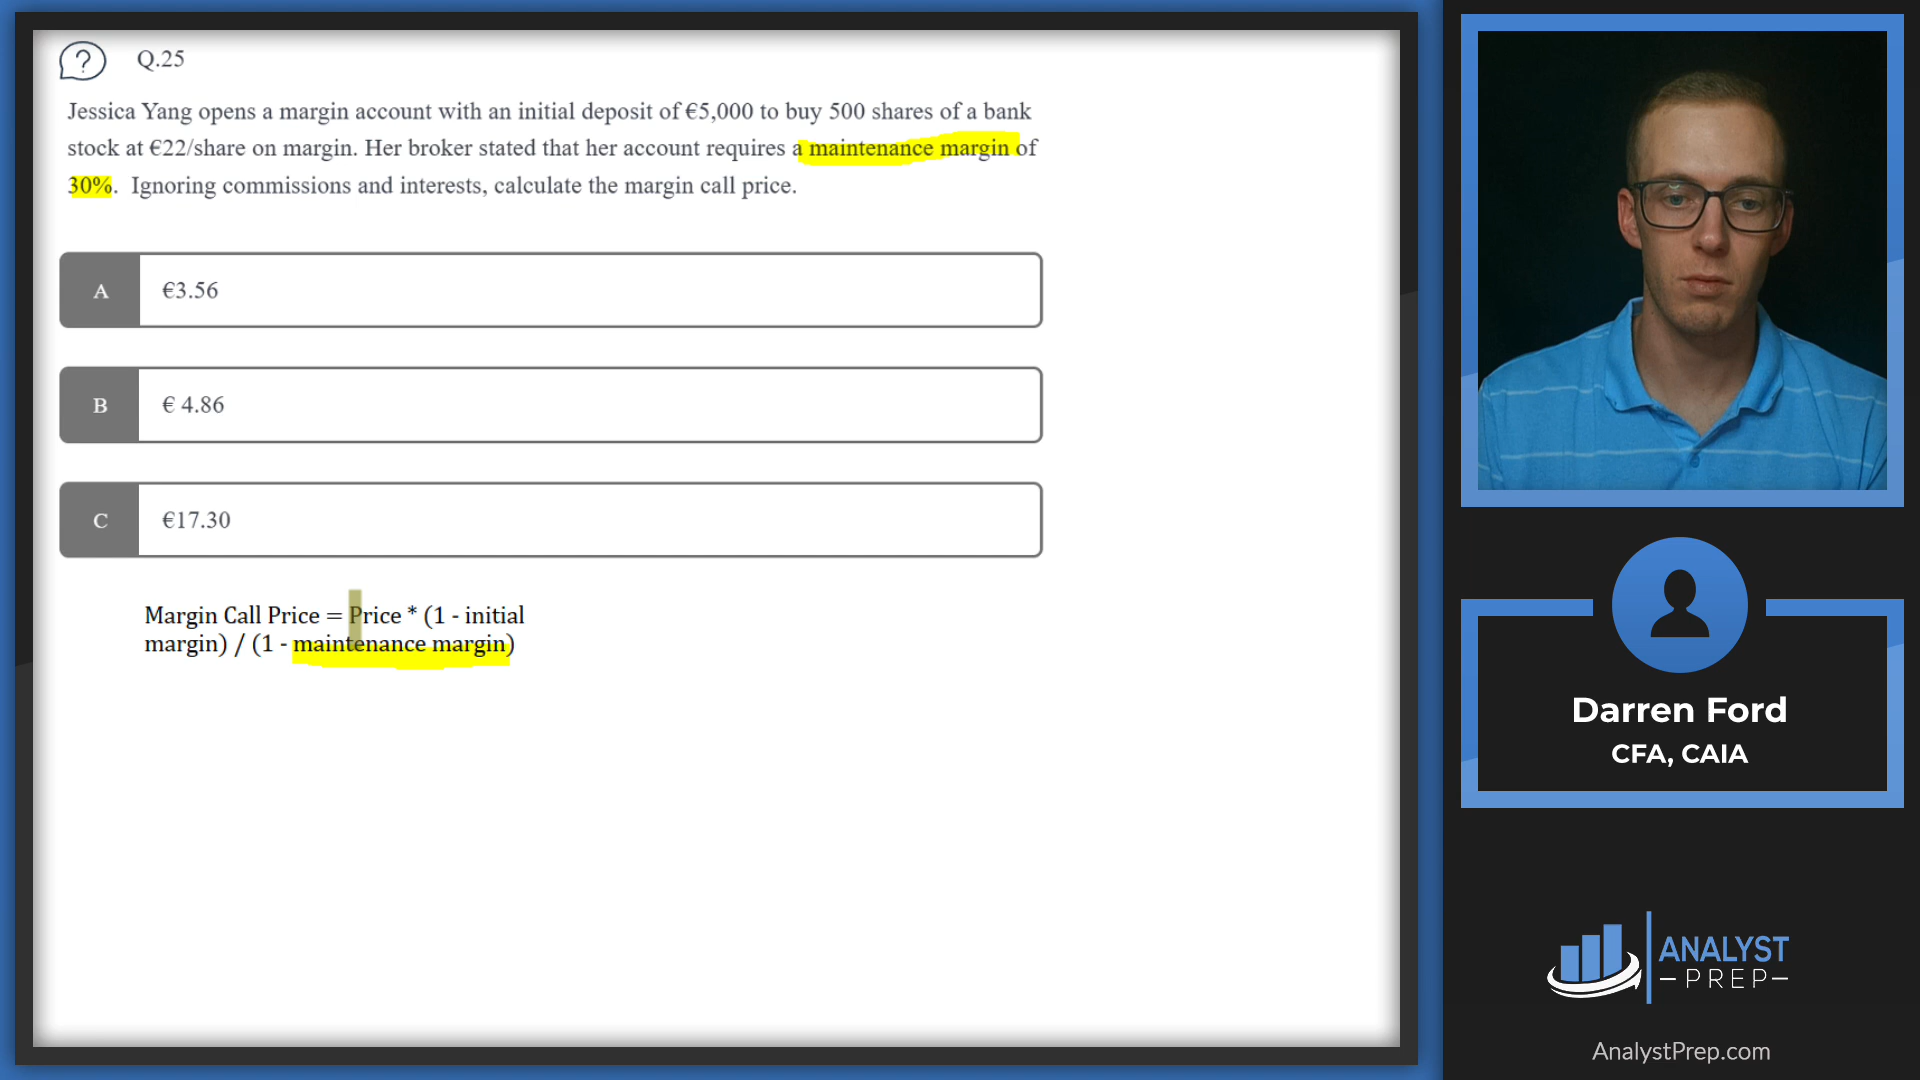 ?
Q.25
Jessica Yang opens a margin account with an initial deposit of €5,000 to buy 500 shares of a bank
stock at €22/share on margin. Her broker stated that her account requires a maintenance margin of
30%. Ignoring commissions and interests, calculate the margin call price.
A
€3.56
B
€ 4.86
C
€17.30
Margin Call Price = Price * (1 - initial
margin) / (1 - maintenance margin)
Darren Ford
CFA, CAIA
ANALYST
PREP
AnalystPrep.com